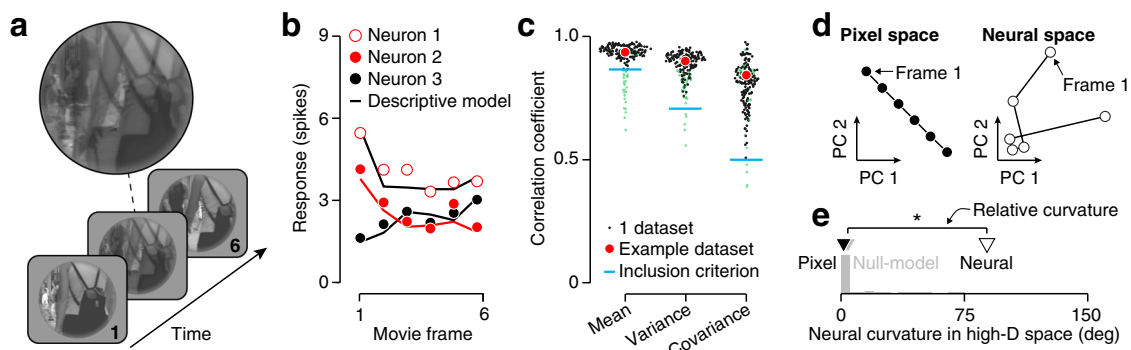 a
6
1
Time
b
9
6
3
0
Response (spikes)
Neuron 1
Neuron 2
Neuron 3
Descriptive model
1
6
Movie frame
c
1.0
0.5
0
Correlation coefficient
1 dataset
Example dataset
Inclusion criterion
Mean
Variance
Covariance
d
Pixel space
Neural space
Frame 1
Frame 1
PC 2
PC 1
PC 2
PC 1
e
Relative curvature
*
Pixel
Null-model
Neural
0
75
150
Neural curvature in high-D space (deg)